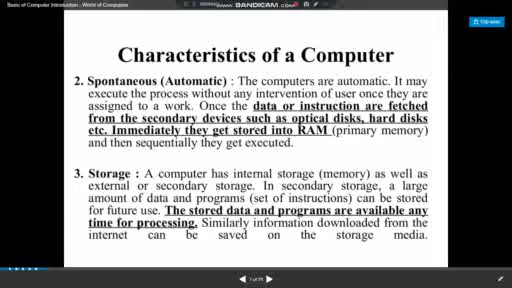 Basic of Computer Introduction - World of Computers
www.BANDICAM.com
Characteristics of a Computer
2. Spontaneous (Automatic) : The computers are automatic. It may
execute the process without any intervention of user once they are
assigned to a work. Once the data or instruction are fetched
from the secondary devices such as optical disks, hard disks
etc. Immediately they get stored into RAM (primary memory)
and then sequentially they get executed.
3. Storage : A computer has internal storage (memory) as well as
external or secondary storage. In secondary storage, a large
amount of data and programs (set of instructions) can be stored
for future use. The stored data and programs are available any
time for processing. Similarly information downloaded from the
internet can be saved on the storage media.